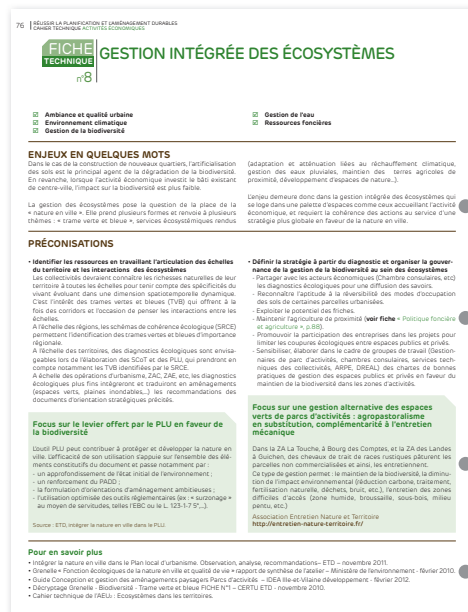 76
RÉUSSIR LA PLANIFICATION ET L'AMÉNAGEMENT DURABLES
CAHIER TECHNIQUE ACTIVITÉS ÉCONOMIQUES
FICHE
TECHNIQUE
n°8
GESTION INTÉGRÉE DES ÉCOSYSTÈMES
Ambiance et qualité urbaine
Environnement climatique
Gestion de la biodiversité
Gestion de l'eau
Ressources foncières
ENJEUX EN QUELQUES MOTS
Dans le cas de la construction de nouveaux quartiers, l'artificialisation
des sols est le principal agent de la dégradation de la biodiversité.
En revanche, lorsque l'activité économique investit le bâti existant
de centre-ville, l'impact sur la biodiversité est plus faible.
La gestion des écosystèmes pose la question de la place de la
« nature en ville ». Elle prend plusieurs formes et renvoie à plusieurs
thèmes : « trame verte et bleue », services écosystémiques rendus
(adaptation et atténuation liées au réchauffement climatique,
gestion des eaux pluviales, maintien des terres agricoles de
proximité, développement d'espaces de nature...).
L'enjeu demeure donc dans la gestion intégrée des écosystèmes qui
se loge dans une palette d'espaces comme ceux accueillant l'activité
économique, et requiert la cohérence des actions au service d'une
stratégie plus globale en faveur de la nature en ville.
PRÉCONISATIONS
• Identifier les ressources en travaillant l'articulation des échelles
du territoire et les interactions des écosystèmes
Les collectivités devraient connaître les richesses naturelles de leur
territoire à toutes les échelles pour tenir compte des spécificités du
vivant évoluant dans une dimension spatiotemporelle dynamique.
C'est l'intérêt des trames vertes et bleues (TVB) qui offrent à la
fois des corridors et l'occasion de penser les interactions entre les
échelles.
A l'échelle des régions, les schémas de cohérence écologique (SRCE)
permettent l'identification des trames vertes et bleues d'importance
régionale.
A l'échelle des territoires, des diagnostics écologiques sont envisa-
geables lors de l'élaboration des SCoT et des PLU, qui prendront en
compte notamment les TVB identifiées par le SRCE.
A échelle des opérations d'urbanisme, ZAC, ZAE, etc, les diagnostics
écologiques plus fins intégreront et traduiront en aménagements
(espaces verts, plaines inondables,...) les recommandations des
documents d'orientation stratégiques précités.
Focus sur le levier offert par le PLU en faveur de
la biodiversité
L'outil PLU peut contribuer à protéger et développer la nature en
ville. L'efficacité de son utilisation s'appuie sur l'ensemble des élé-
ments constitutifs du document et passe notamment par :
- un approfondissement de l'état initial de l'environnement ;
- un renforcement du PADD ;
- la formulation d'orientations d'aménagement ambitieuses ;
- l'utilisation optimisée des outils réglementaires (ex : « surzonage »
au moyen de servitudes, telles l'EBC ou le L. 123-1-7 5°,...).
Source : ETD, intégrer la nature en ville dans le PLU.
• Définir la stratégie à partir du diagnostic et organiser la gouver-
nance de la gestion de la biodiversité au sein des écosystèmes
- Partager avec les acteurs économiques (Chambre consulaires, etc)
les diagnostics écologiques pour une diffusion des savoirs.
- Reconnaître l'aptitude à la réversibilité des modes d'occupation
des sols de certaines parcelles urbanisées.
- Exploiter le potentiel des friches.
- Maintenir l'agriculture de proximité (voir fiche « Politique foncière
et agriculture », p.88).
- Promouvoir la participation des entreprises dans les projets pour
limiter les coupures écologiques entre espaces publics et privés.
- Sensibiliser, élaborer dans le cadre de groupes de travail (Gestion-
naires de parc d'activités, chambres consulaires, services tech-
niques des collectivités, ARPE, DREAL) des chartes de bonnes
pratiques de gestion des espaces publics et privés en faveur du
maintien de la biodiversité dans les zones d'activités.
Focus sur une gestion alternative des espaces
verts de parcs d'activités : agropastoralisme
en substitution, complémentarité à l'entretien
mécanique
Dans la ZA La Touche, à Bourg des Comptes, et la ZA des Landes
à Guichen, des chevaux de trait de races rustiques pâturent les
parcelles non commercialisées et ainsi, les entretiennent.
Ce type de gestion permet : le maintien de la biodiversité, la diminu-
tion de l'impact environnemental (réduction carbone, traitement,
fertilisation naturelle, déchets, bruit, etc.), l'entretien des zones
difficiles d'accès (zone humide, broussaille, sous-bois, milieu
pentu, etc.)
Association Entretien Nature et Territoire
http://entretien-nature-territoire.fr/
Pour en savoir plus
• Intégrer la nature en ville dans le Plan local d'urbanisme. Observation, analyse, recommandations– ETD – novembre 2011.
• Grenelle « Fonction écologiques de la nature en ville et qualité de vie » rapport de synthèse de l'atelier – Ministère de l'environnement - février 2010.
• Guide Conception et gestion des aménagements paysagers Parcs d'activités – IDEA Ille-et-Vilaine développement - février 2012.
• Décryptage Grenelle - Biodiversité - Trame verte et bleue FICHE N°1 – CERTU ETD - novembre 2010.
• Cahier technique de l'AEU2 : Ecosystèmes dans les territoires.